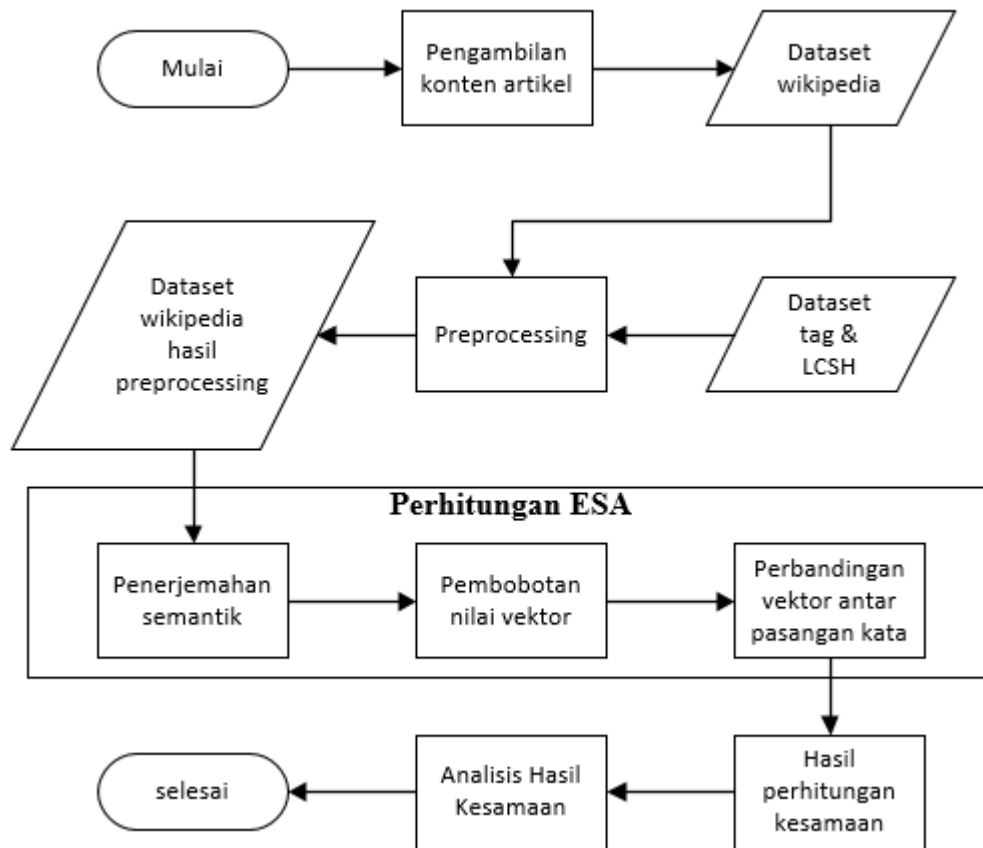 Mulai
Pengambilan
konten artikel
Dataset
wikipedia
Dataset
wikipedia
hasil
preprocessing
Preprocessing
Dataset
tag &
LCSH
Perhitungan ESA
Penerjemahan
semantik
Pembobotan
nilai vektor
Perbandingan
vektor antar
pasangan kata
selesai
Analisis Hasil
Kesamaan
Hasil
perhitungan
kesamaan